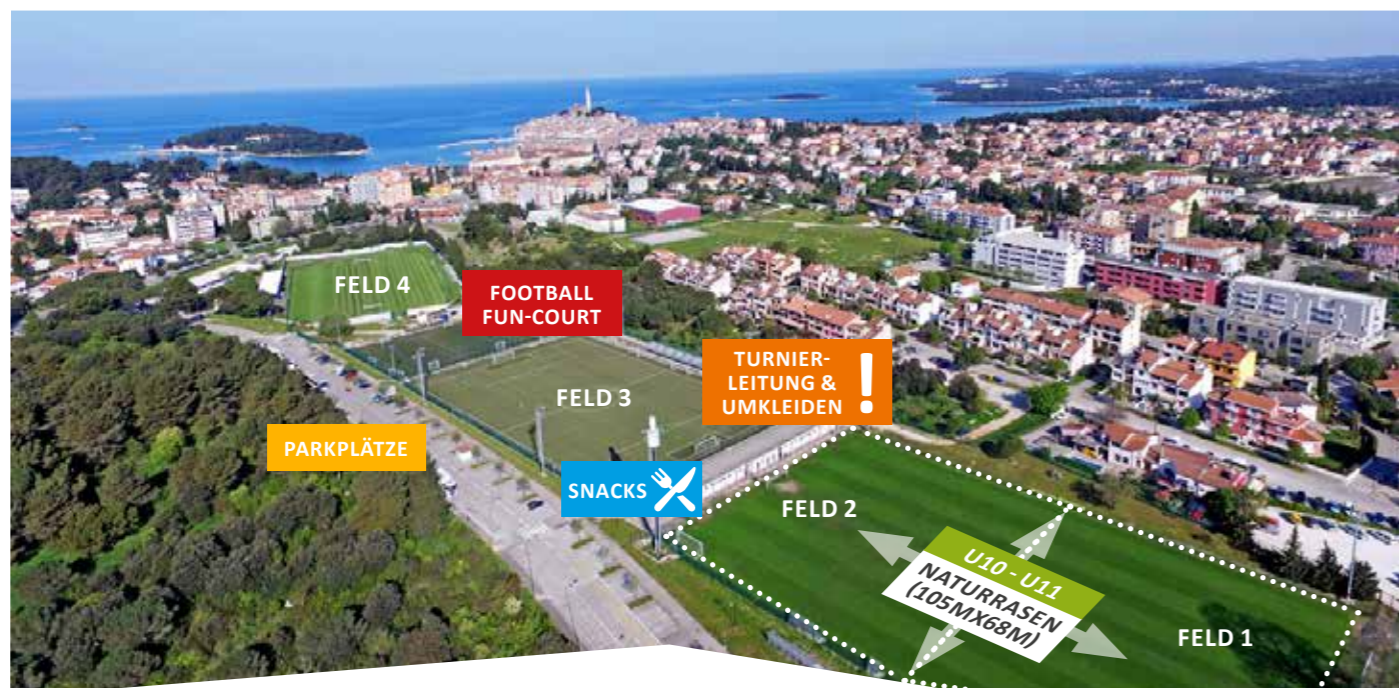 FELD 4
FOOTBALL
FUN-COURT
TURNIER-
LEITUNG &
UMKLEIDEN !
FELD 3
PARKPLÄTZE
SNACKS
FELD 2
U10 - U11
NATURRASEN
(105MX68M)
FELD 1